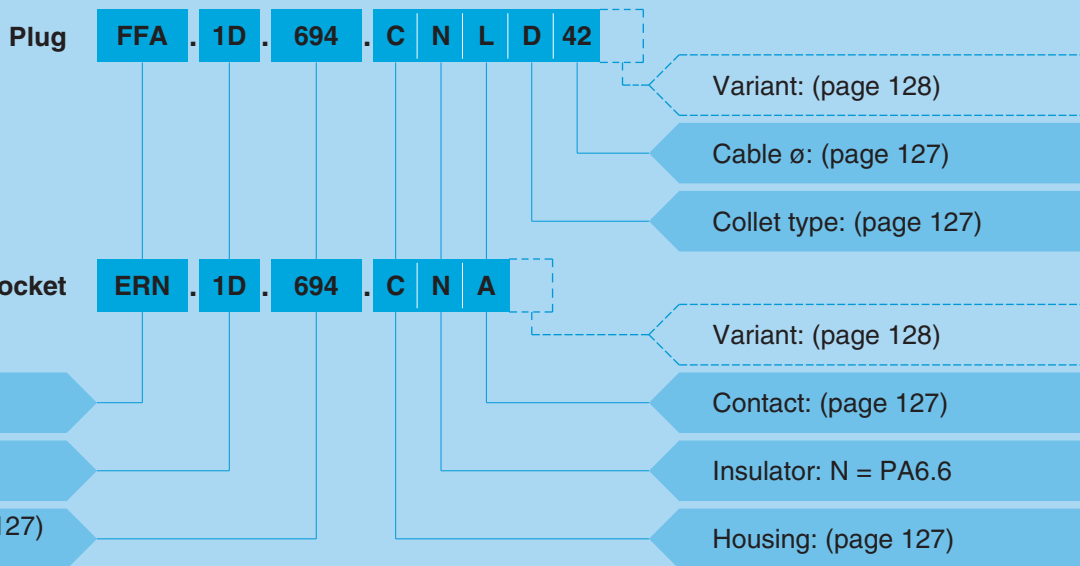 Plug FFA . 1D . 694 . C N L D 42
Variant: (page 128)
Cable ø: (page 127)
Collet type: (page 127)
ocket ERN . 1D . 694 . C N A
Variant: (page 128)
Contact: (page 127)
Insulator: N = PA6.6
127)
Housing: (page 127)